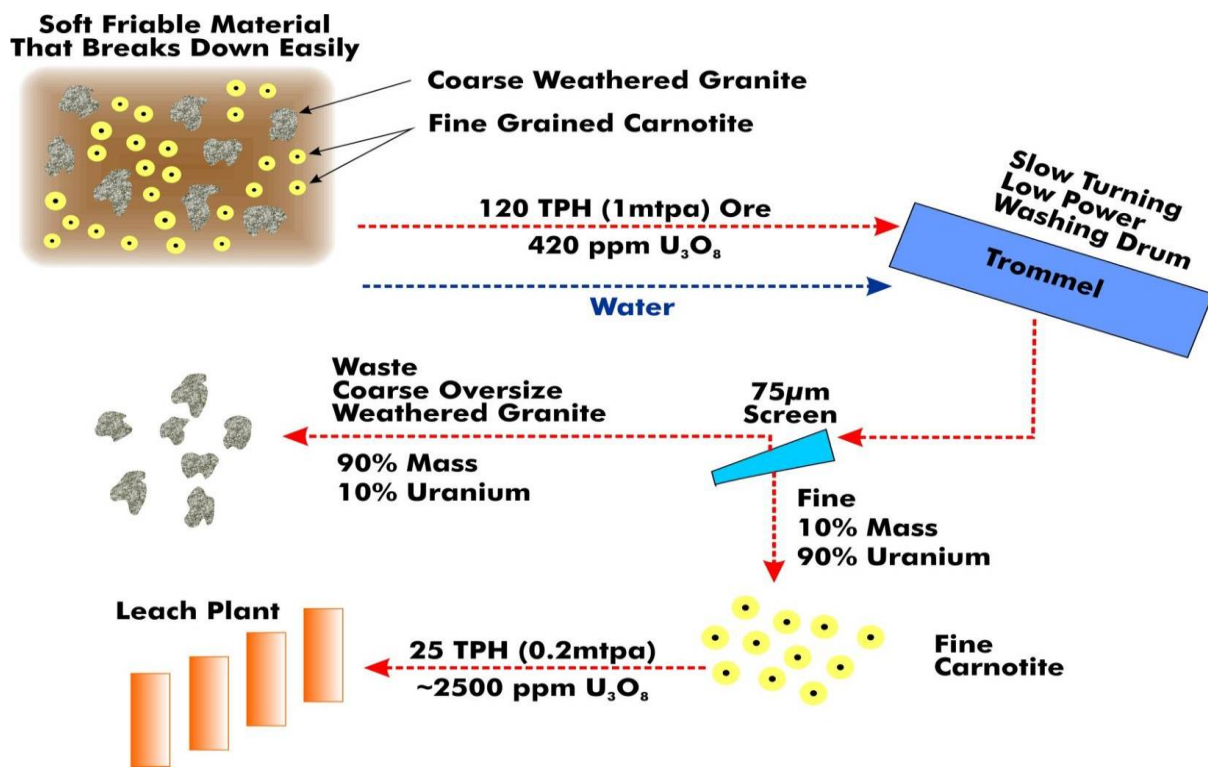 Soft Friable Material
That Breaks Down Easily
Coarse Weathered Granite
Fine Grained Carnotite
120 TPH (1mtpa) Ore
420 ppm U₃O₈
Water
Slow Turning
Low Power
Washing Drum
Trommel
Waste
Coarse Oversize
Weathered Granite
90% Mass
10% Uranium
75µm
Screen
Fine
10% Mass
90% Uranium
Leach Plant
25 TPH (0.2mtpa)
~2500 ppm U₃O₈
Fine
Carnotite